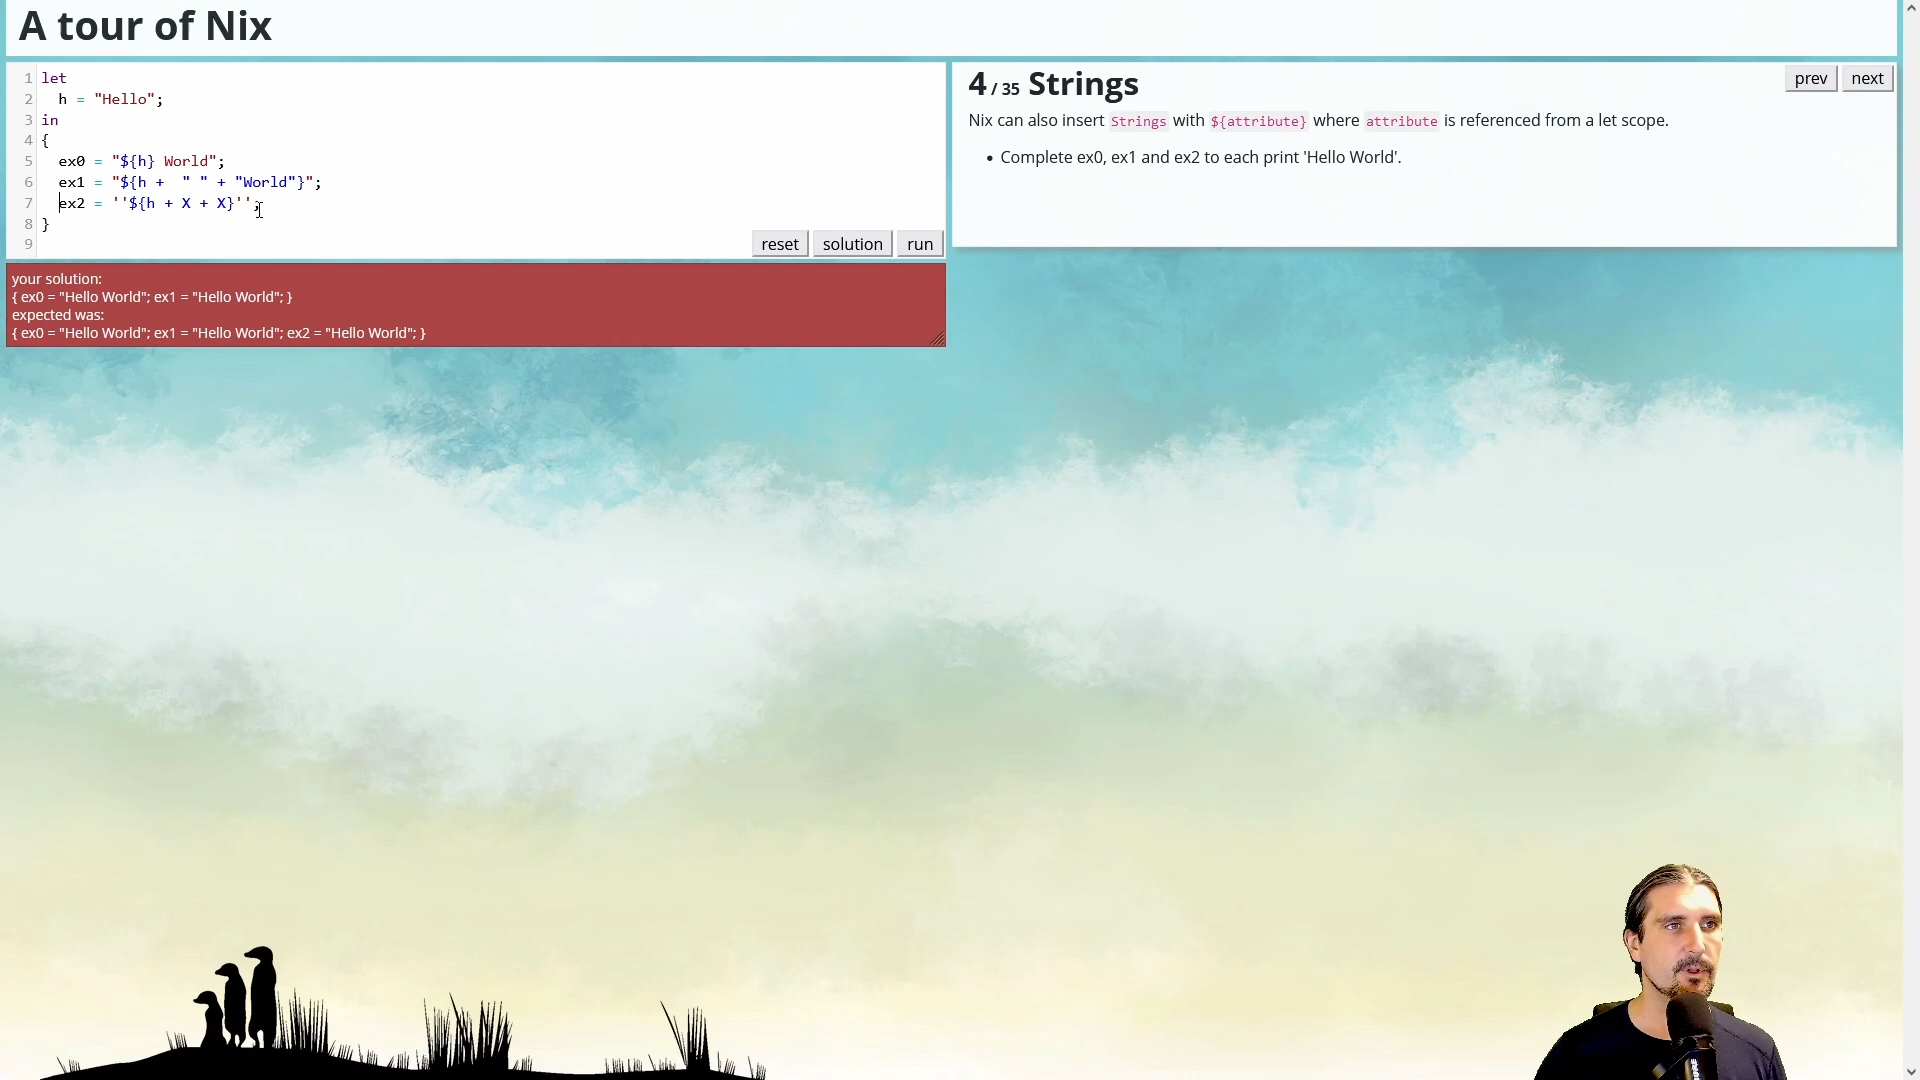 A tour of Nix
1 let
2   h = "Hello";
3 in
4 {
5   ex0 = "${h} World";
6   ex1 = "${h +  " " + "World"}";
7   ex2 = ''${h + X + X}'';
8 }
9
reset solution run
your solution:
{ ex0 = "Hello World"; ex1 = "Hello World"; }
expected was:
{ ex0 = "Hello World"; ex1 = "Hello World"; ex2 = "Hello World"; }
4 / 35 Strings
prev next
Nix can also insert Strings with ${attribute} where attribute is referenced from a let scope.
• Complete ex0, ex1 and ex2 to each print 'Hello World'.